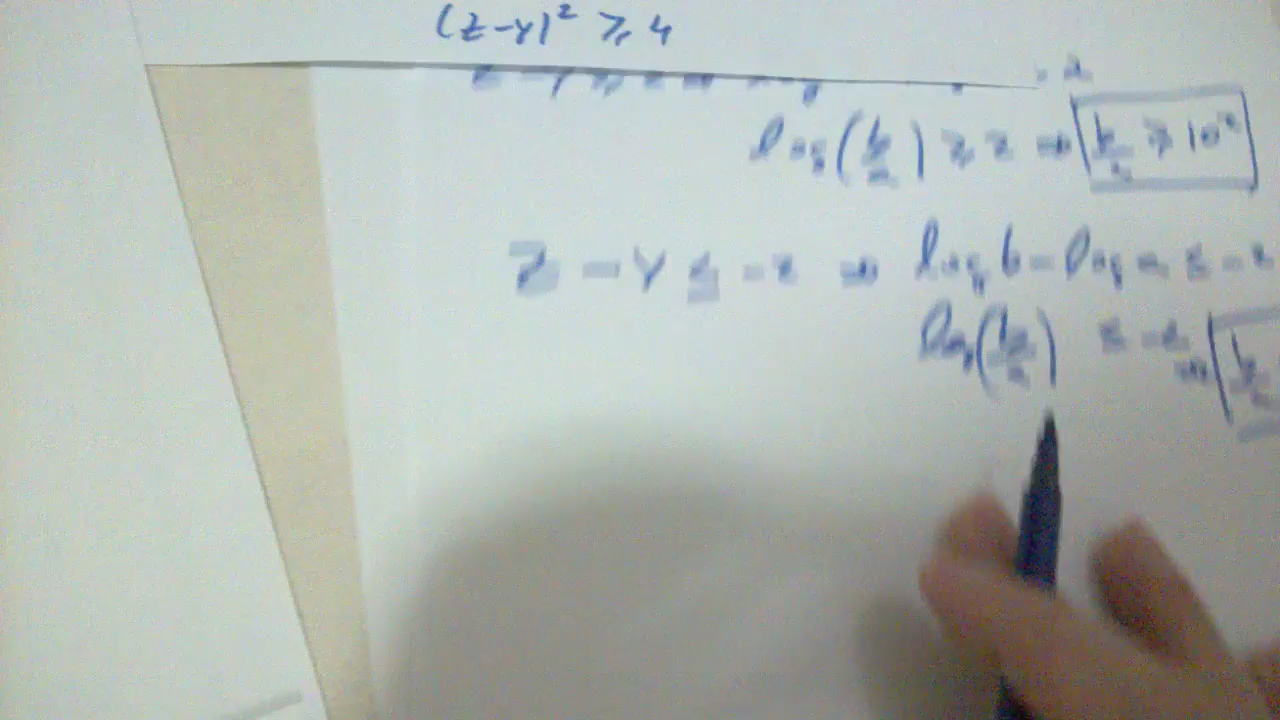 (z-y)² ⩾ 4
log(b/a) ⩾ 2 ⇒ b/a ⩾ 10²
z - y ≤ -2 ⇒ log b - log a ≤ -2
log(b/a) ≤ -2 ⇒ b/a